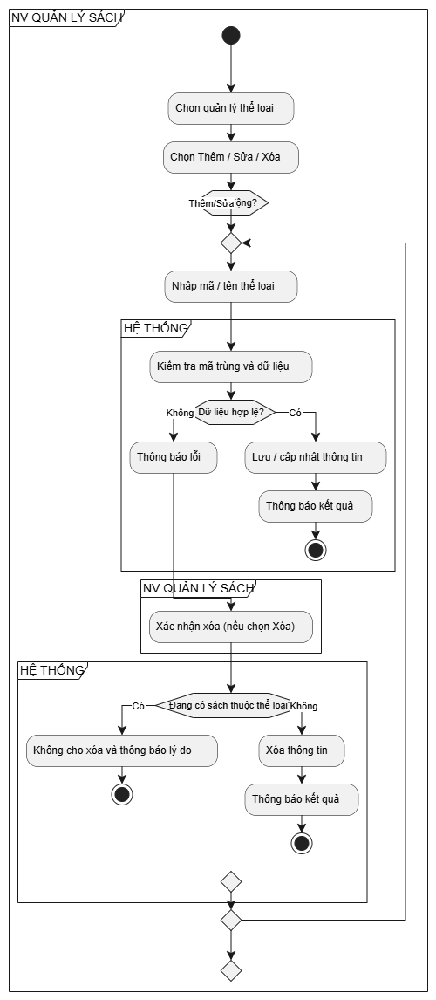 NV QUẢN LÝ SÁCH
Chọn quản lý thể loại
Chọn Thêm / Sửa / Xóa
Thêm/Sửa
ộng?
Nhập mã / tên thể loại
HỆ THỐNG
Kiểm tra mã trùng và dữ liệu
Không
Dữ liệu hợp lệ?
Có
Thông báo lỗi
Lưu / cập nhật thông tin
Thông báo kết quả
NV QUẢN LÝ SÁCH
Xác nhận xóa (nếu chọn Xóa)
HỆ THỐNG
Có
Đang có sách thuộc thể loại
Không
Không cho xóa và thông báo lý do
Xóa thông tin
Thông báo kết quả